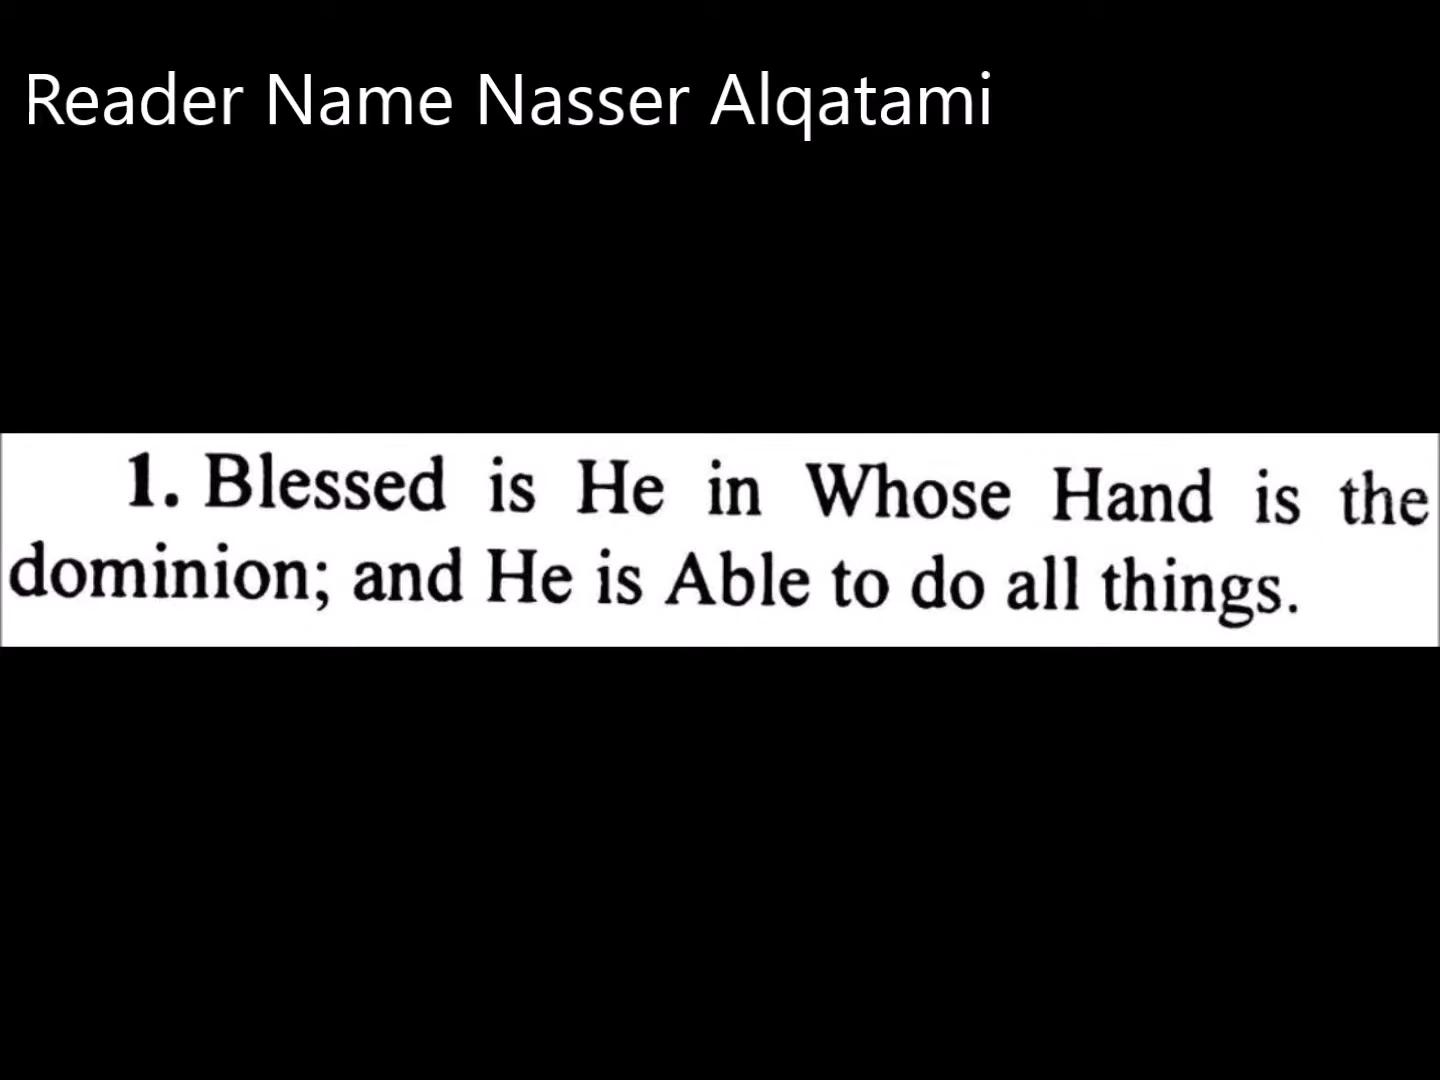 Reader Name Nasser Alqatami
1. Blessed is He in Whose Hand is the
dominion; and He is Able to do all things.